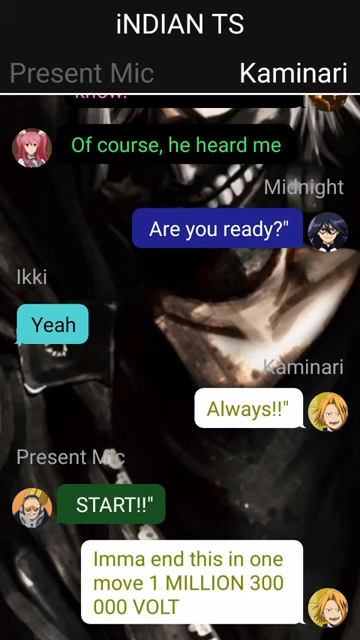 iNDIAN TS
Present Mic
Kaminari
know!
Of course, he heard me
Midnight
Are you ready?"
Ikki
Yeah
Kaminari
Always!!"
Present Mic
START!!"
Imma end this in one
move 1 MILLION 300
000 VOLT